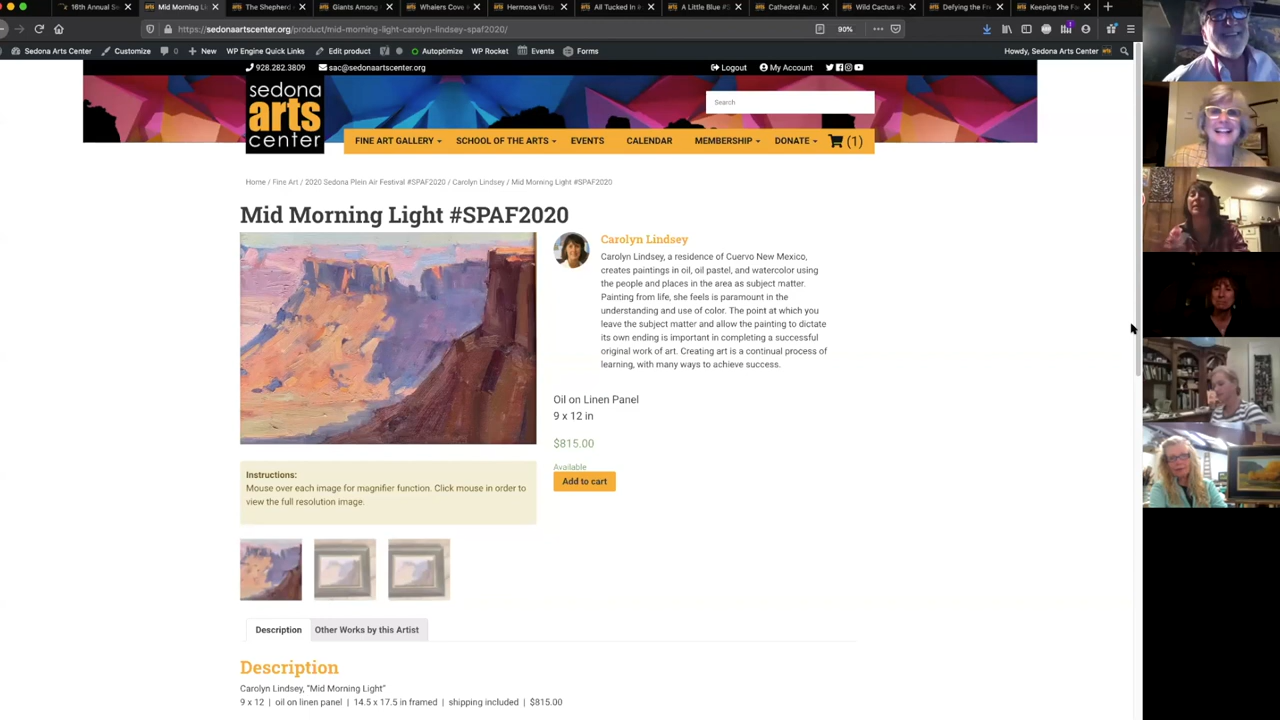 16th Annual Se
Mid Morning Li
The Shepherd
Giants Among
Whalers Cove
Hermosa Vista
All Tucked In
A Little Blue #S
Cathedral Autu
Wild Cactus #S
Defying the Fr
Keeping the Fa
https://sedonaartscenter.org/product/mid-morning-light-carolyn-lindsey-spaf2020/
90%
Sedona Arts Center
Customize
0
New
WP Engine Quick Links
Edit product
Autoptimize
WP Rocket
Events
Forms
Howdy, Sedona Arts Center
928.282.3809
sac@sedonaartscenter.org
Logout
My Account
sedona
arts
center
Search
FINE ART GALLERY
SCHOOL OF THE ARTS
EVENTS
CALENDAR
MEMBERSHIP
DONATE
(1)
Home / Fine Art / 2020 Sedona Plein Air Festival #SPAF2020 / Carolyn Lindsey / Mid Morning Light #SPAF2020
Mid Morning Light #SPAF2020
Carolyn Lindsey
Carolyn Lindsey, a residence of Cuervo New Mexico,
creates paintings in oil, oil pastel, and watercolor using
the people and places in the area as subject matter.
Painting from life, she feels is paramount in the
understanding and use of color. The point at which you
leave the subject matter and allow the painting to dictate
its own ending is important in completing a successful
original work of art. Creating art is a continual process of
learning, with many ways to achieve success.
Oil on Linen Panel
9 x 12 in
$815.00
Available
Add to cart
Instructions:
Mouse over each image for magnifier function. Click mouse in order to
view the full resolution image.
Description
Other Works by this Artist
Description
Carolyn Lindsey, "Mid Morning Light"
9 x 12 | oil on linen panel | 14.5 x 17.5 in framed | shipping included | $815.00